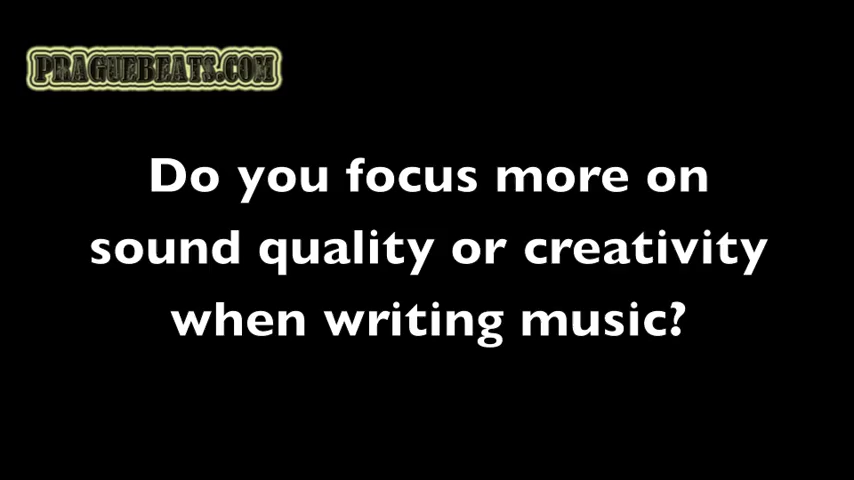 PRAGUEBEATS.COM
Do you focus more on
sound quality or creativity
when writing music?